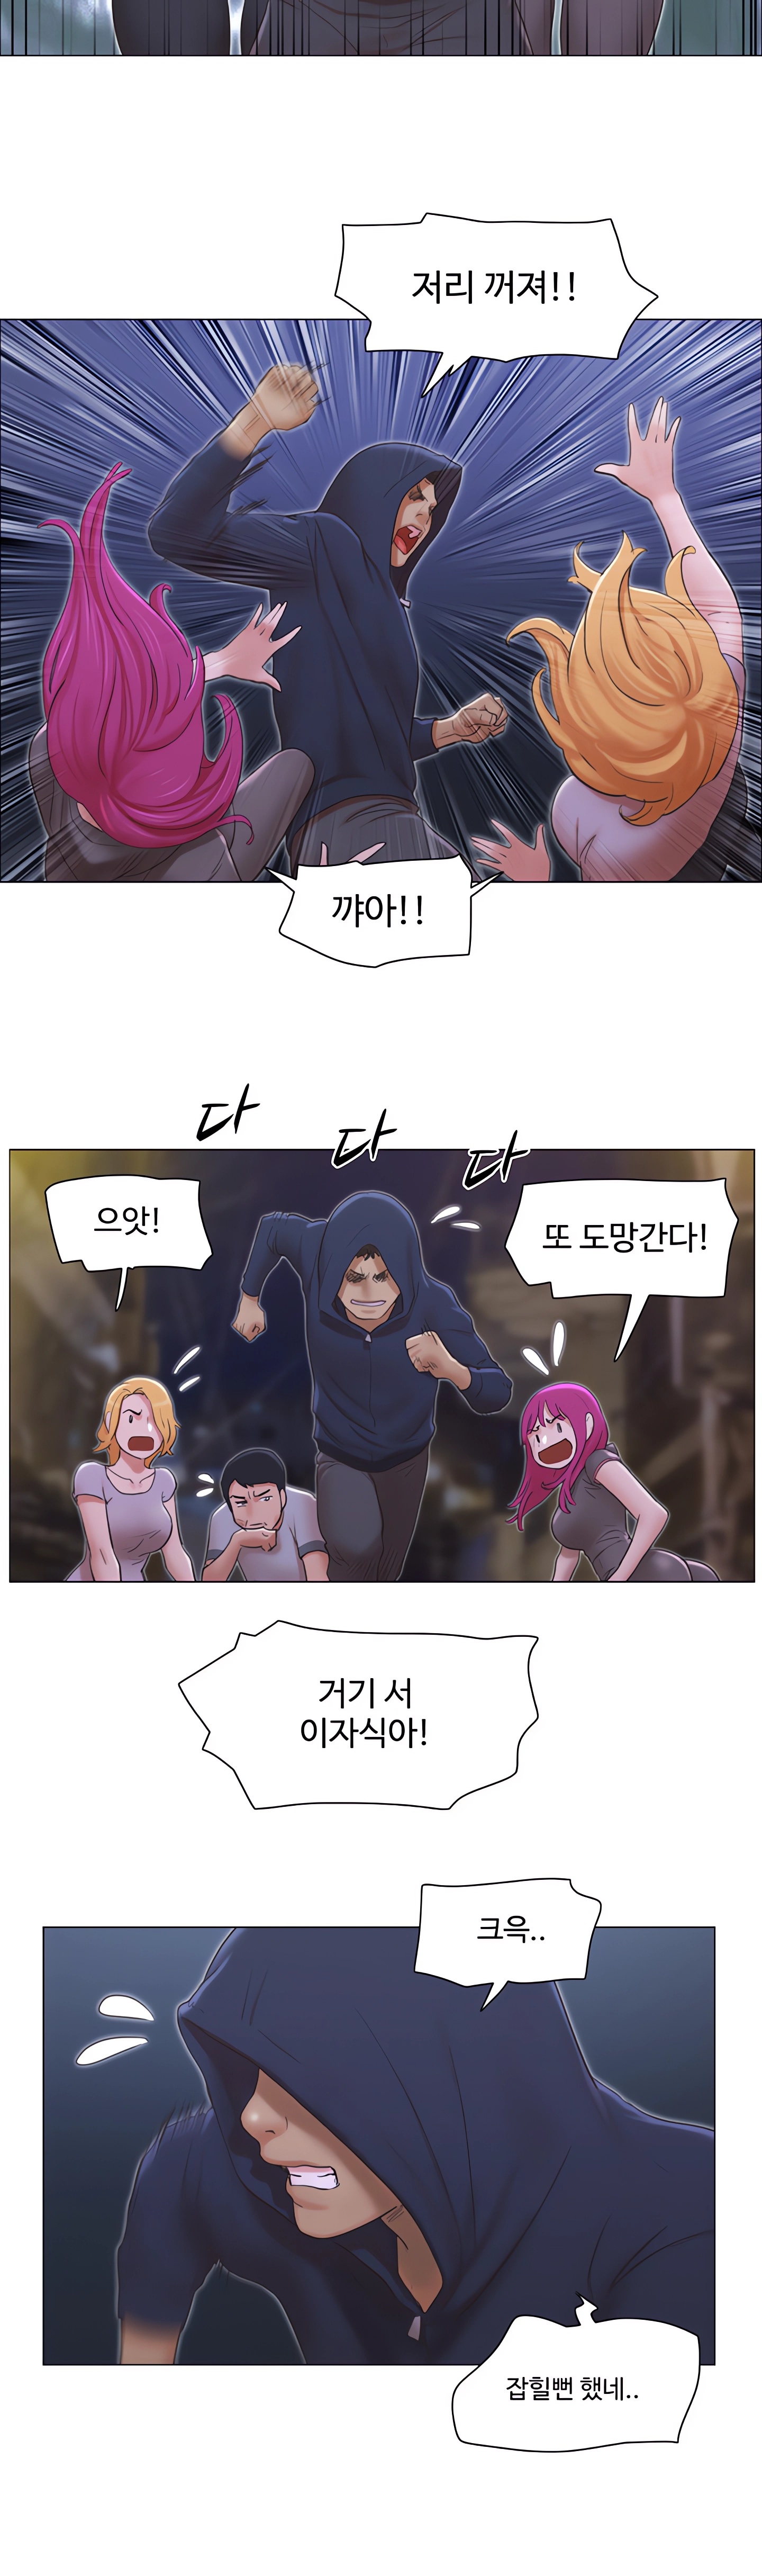 저리 꺼져!!
꺄아!!
다
다
다
으앗!
또 도망간다!
거기 서
이자식아!
크윽..
잡힐뻔 했네..